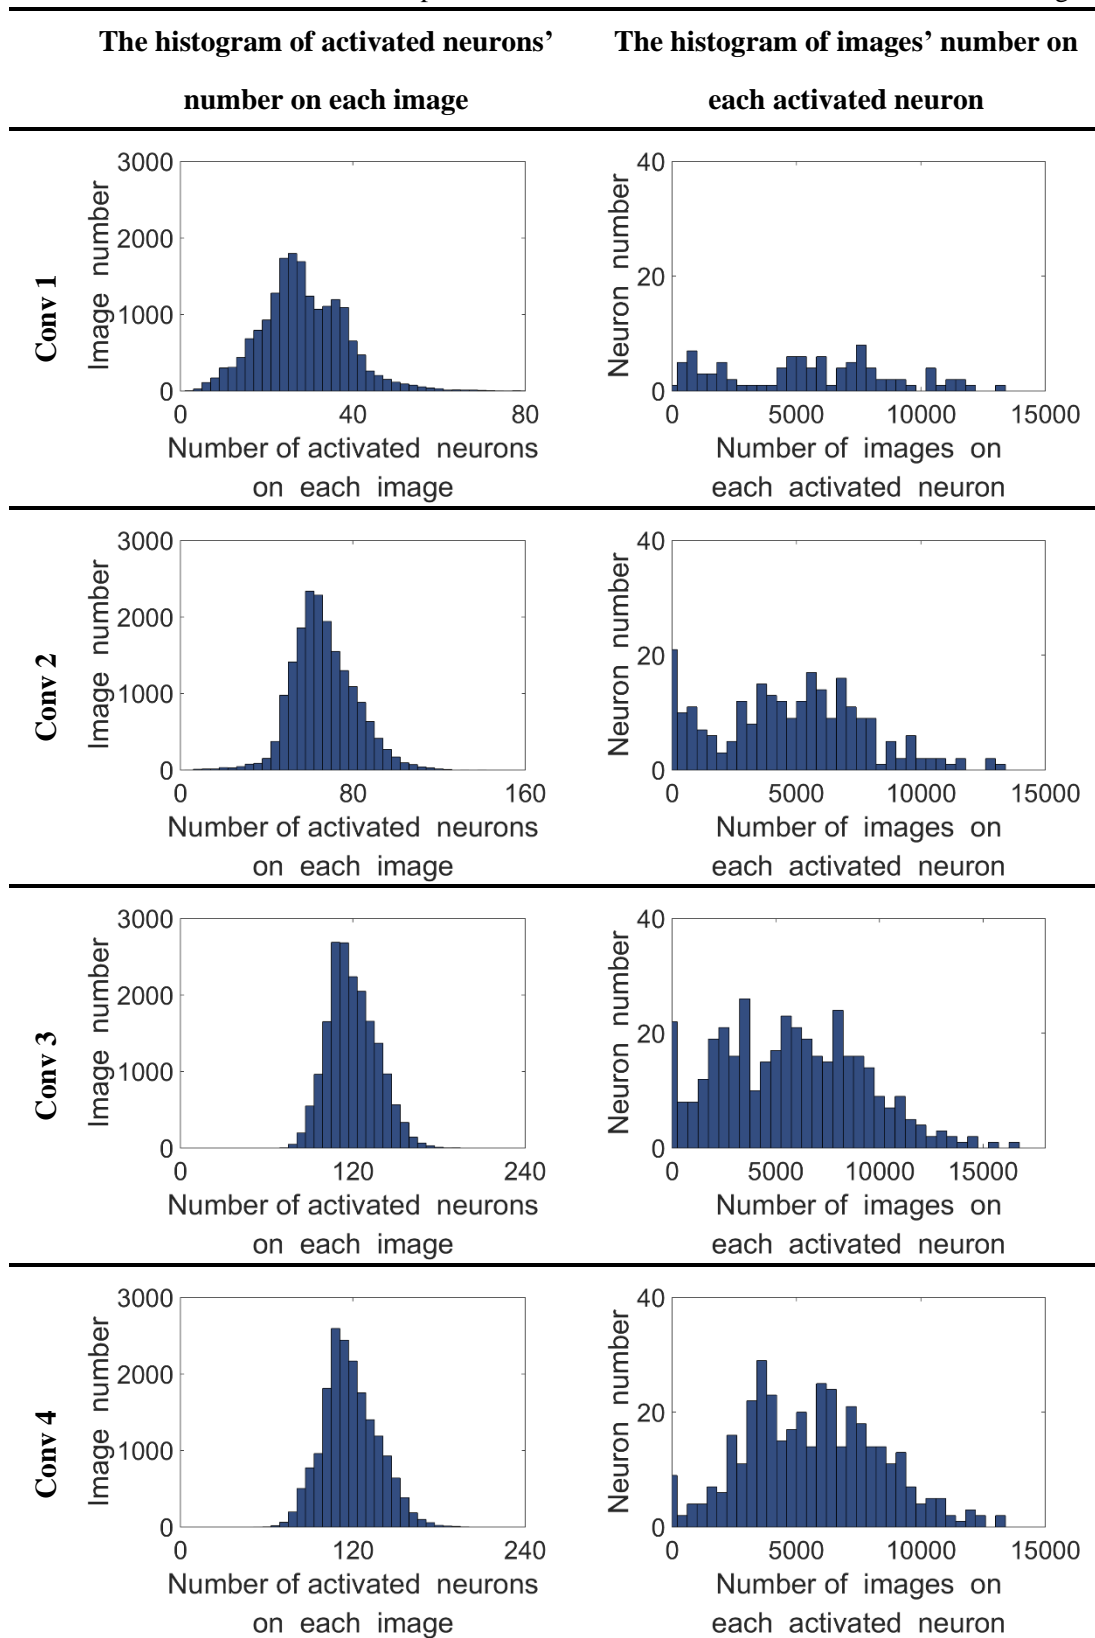 The histogram of activated neurons’
number on each image
The histogram of images’ number on
each activated neuron
Conv 1
3000
2000
1000
0
Image number
0 40 80
Number of activated neurons
on each image
40
20
0
Neuron number
0 5000 10000 15000
Number of images on
each activated neuron
Conv 2
3000
2000
1000
0
Image number
0 80 160
Number of activated neurons
on each image
40
20
0
Neuron number
0 5000 10000 15000
Number of images on
each activated neuron
Conv 3
3000
2000
1000
0
Image number
0 120 240
Number of activated neurons
on each image
40
20
0
Neuron number
0 5000 10000 15000
Number of images on
each activated neuron
Conv 4
3000
2000
1000
0
Image number
0 120 240
Number of activated neurons
on each image
40
20
0
Neuron number
0 5000 10000 15000
Number of images on
each activated neuron